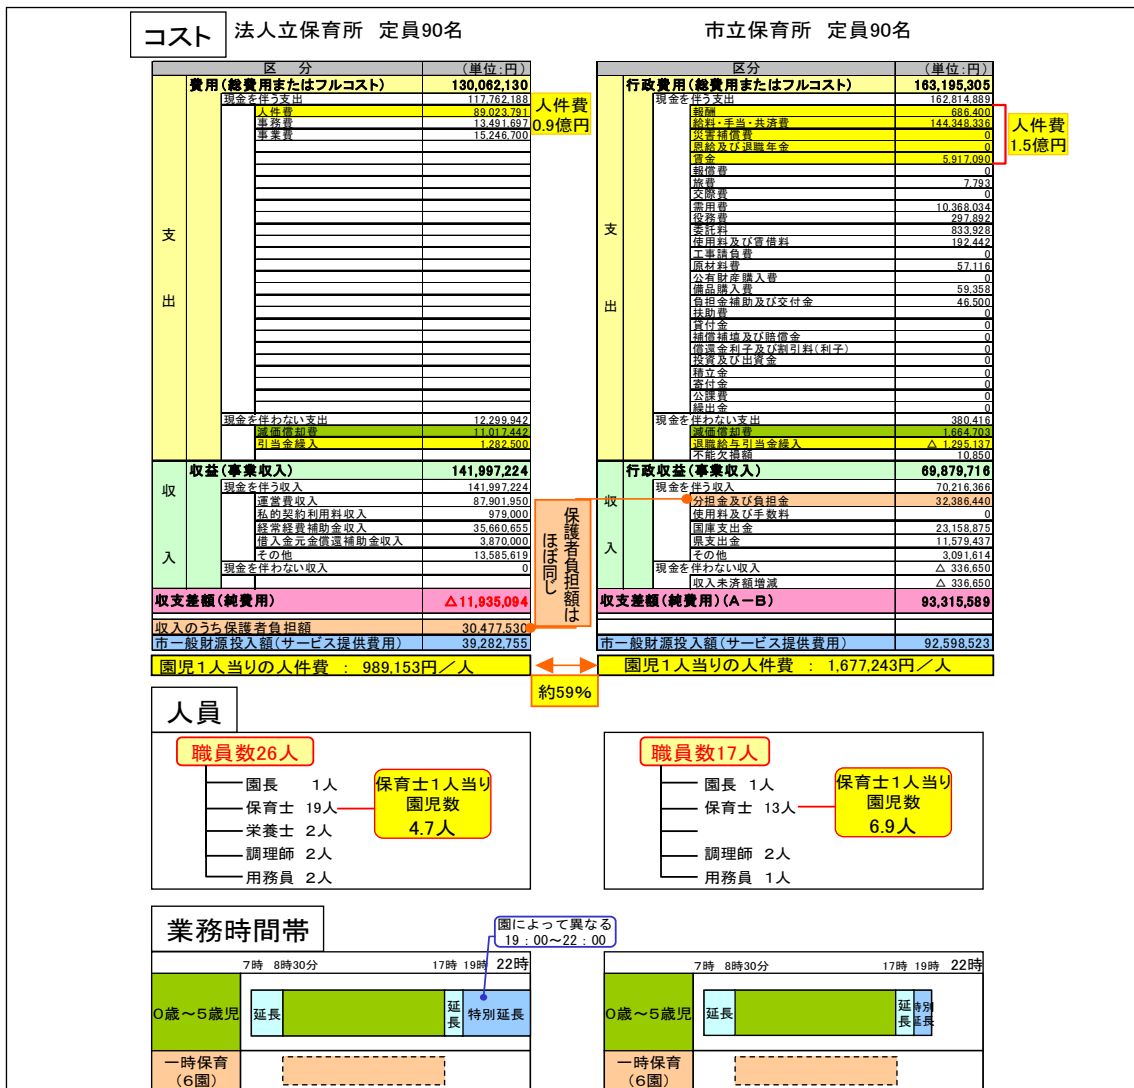 コスト
法人立保育所 定員90名
区 分 (単位:円)
費用(総費用またはフルコスト) 130,062,130
現金を伴う支出 117,762,188
人件費 89,023,791
事務費 13,491,697
事業費 15,246,700
支
出
現金を伴わない支出 12,299,942
減価償却費 11,017,442
引当金繰入 1,282,500
収益(事業収入) 141,997,224
収
入
現金を伴う収入 141,997,224
運営費収入 87,901,950
私的契約利用料収入 979,000
経常経費補助金収入 35,660,655
借入金元金償還補助金収入 3,870,000
その他 13,585,619
現金を伴わない収入 0
収支差額(純費用) △11,935,094
収入のうち保護者負担額 30,477,530
市一般財源投入額(サービス提供費用) 39,282,755
園児1人当りの人件費 : 989,153円/人
人件費
0.9億円
保護者負担額は
ほぼ同じ
約59%
市立保育所 定員90名
区分 (単位:円)
行政費用(総費用またはフルコスト) 163,195,305
現金を伴う支出 162,814,889
報酬 686,400
給料・手当・共済費 144,348,336
災害補償費 0
恩給及び退職年金 0
賃金 5,917,090
報償費 0
旅費 7,793
交際費 0
需用費 10,368,034
役務費 297,892
委託料 833,928
使用料及び賃借料 192,442
工事請負費 0
原材料費 57,116
公有財産購入費 0
備品購入費 59,358
負担金補助及び交付金 46,500
扶助費 0
貸付金 0
補償補填及び賠償金 0
償還金利子及び割引料(利子) 0
投資及び出資金 0
積立金 0
寄付金 0
公課費 0
繰出金 0
支
出
現金を伴わない支出 380,416
減価償却費 1,664,703
退職給与引当金繰入 △ 1,295,137
不能欠損額 10,850
行政収益(事業収入) 69,879,716
収
入
現金を伴う収入 70,216,366
分担金及び負担金 32,386,440
使用料及び手数料 0
国庫支出金 23,158,875
県支出金 11,579,437
その他 3,091,614
現金を伴わない収入 △ 336,650
収入未済額増減 △ 336,650
収支差額(純費用)(A-B) 93,315,589
市一般財源投入額(サービス提供費用) 92,598,523
園児1人当りの人件費 : 1,677,243円/人
人件費
1.5億円
人員
職員数26人
園長 1人
保育士 19人
栄養士 2人
調理師 2人
用務員 2人
保育士1人当り
園児数
4.7人
職員数17人
園長 1人
保育士 13人
調理師 2人
用務員 1人
保育士1人当り
園児数
6.9人
業務時間帯
園によって異なる
19:00~22:00
7時 8時30分 17時 19時 22時
0歳~5歳児
延長
延長
特別延長
一時保育
(6園)
7時 8時30分 17時 19時 22時
0歳~5歳児
延長
延長
特別延長
一時保育
(6園)